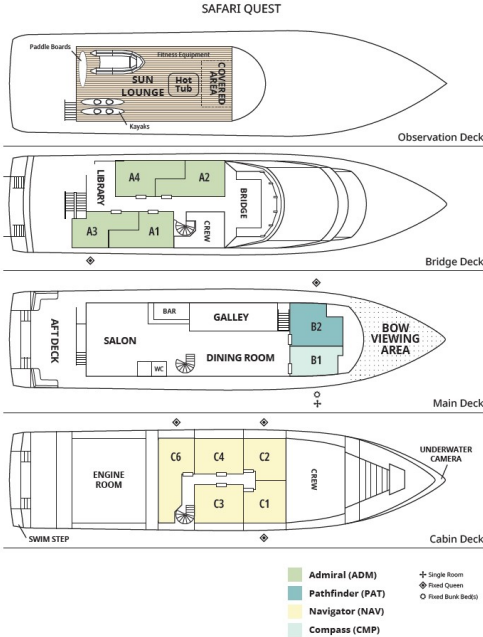 SAFARI QUEST
Paddle Boards
Fitness Equipment
SUN
LOUNGE
Hot
Tub
COVERED
AREA
Kayaks
Observation Deck
LIBRARY
A4
A2
BRIDGE
A3
A1
CREW
Bridge Deck
AFT DECK
SALON
BAR
GALLEY
WC
DINING ROOM
B2
B1
BOW
VIEWING
AREA
Main Deck
ENGINE
ROOM
C6
C4
C2
C3
C1
CREW
UNDERWATER
CAMERA
SWIM STEP
Cabin Deck
Admiral (ADM)
Pathfinder (PAT)
Navigator (NAV)
Compass (CMP)
Single Room
Fixed Queen
Fixed Bunk Bed(s)